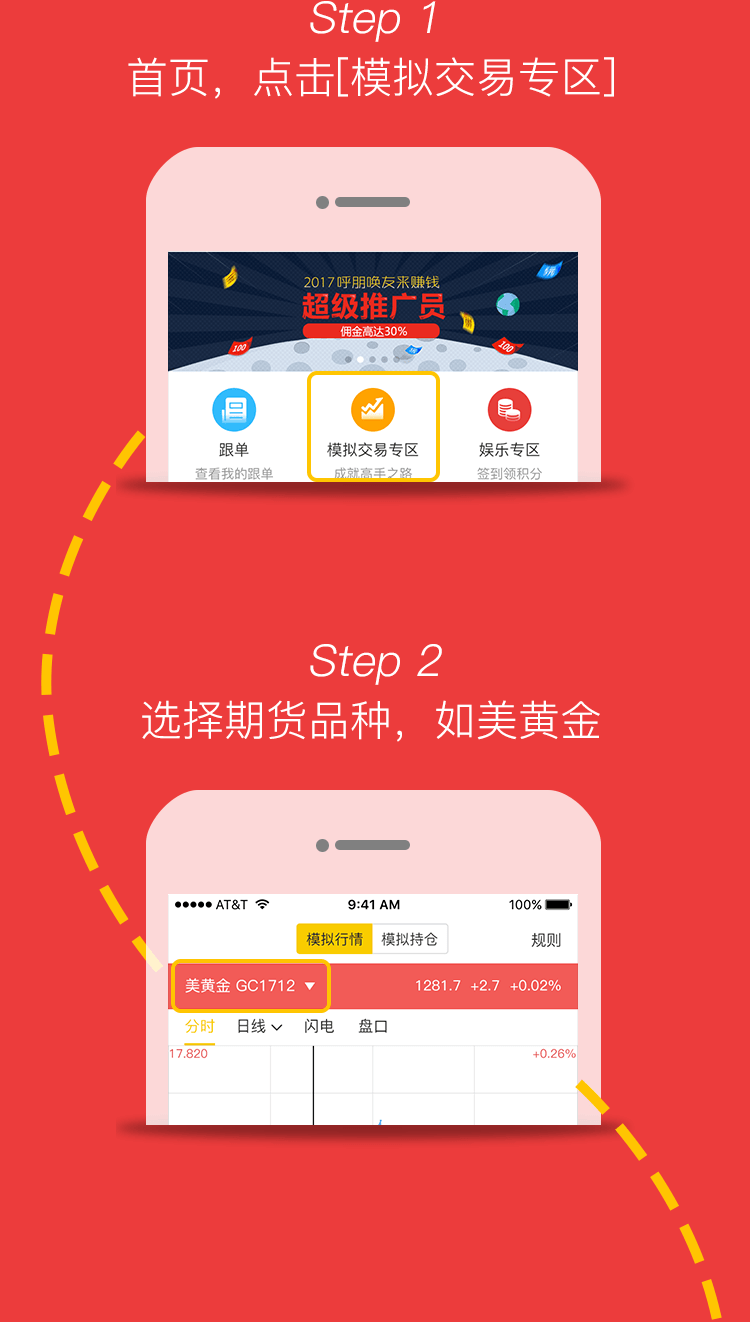 Step 1
首页，点击[模拟交易专区]
2017呼朋唤友来赚钱
超级推广员
佣金高达30%
100
100
跟单
模拟交易专区
娱乐专区
查看我的跟单
成就高手之路
签到领积分
Step 2
选择期货品种，如美黄金
AT&T
9:41 AM
100%
模拟行情
模拟持仓
规则
美黄金 GC1712
1281.7 +2.7 +0.02%
分时
日线
闪电
盘口
17.820
+0.26%